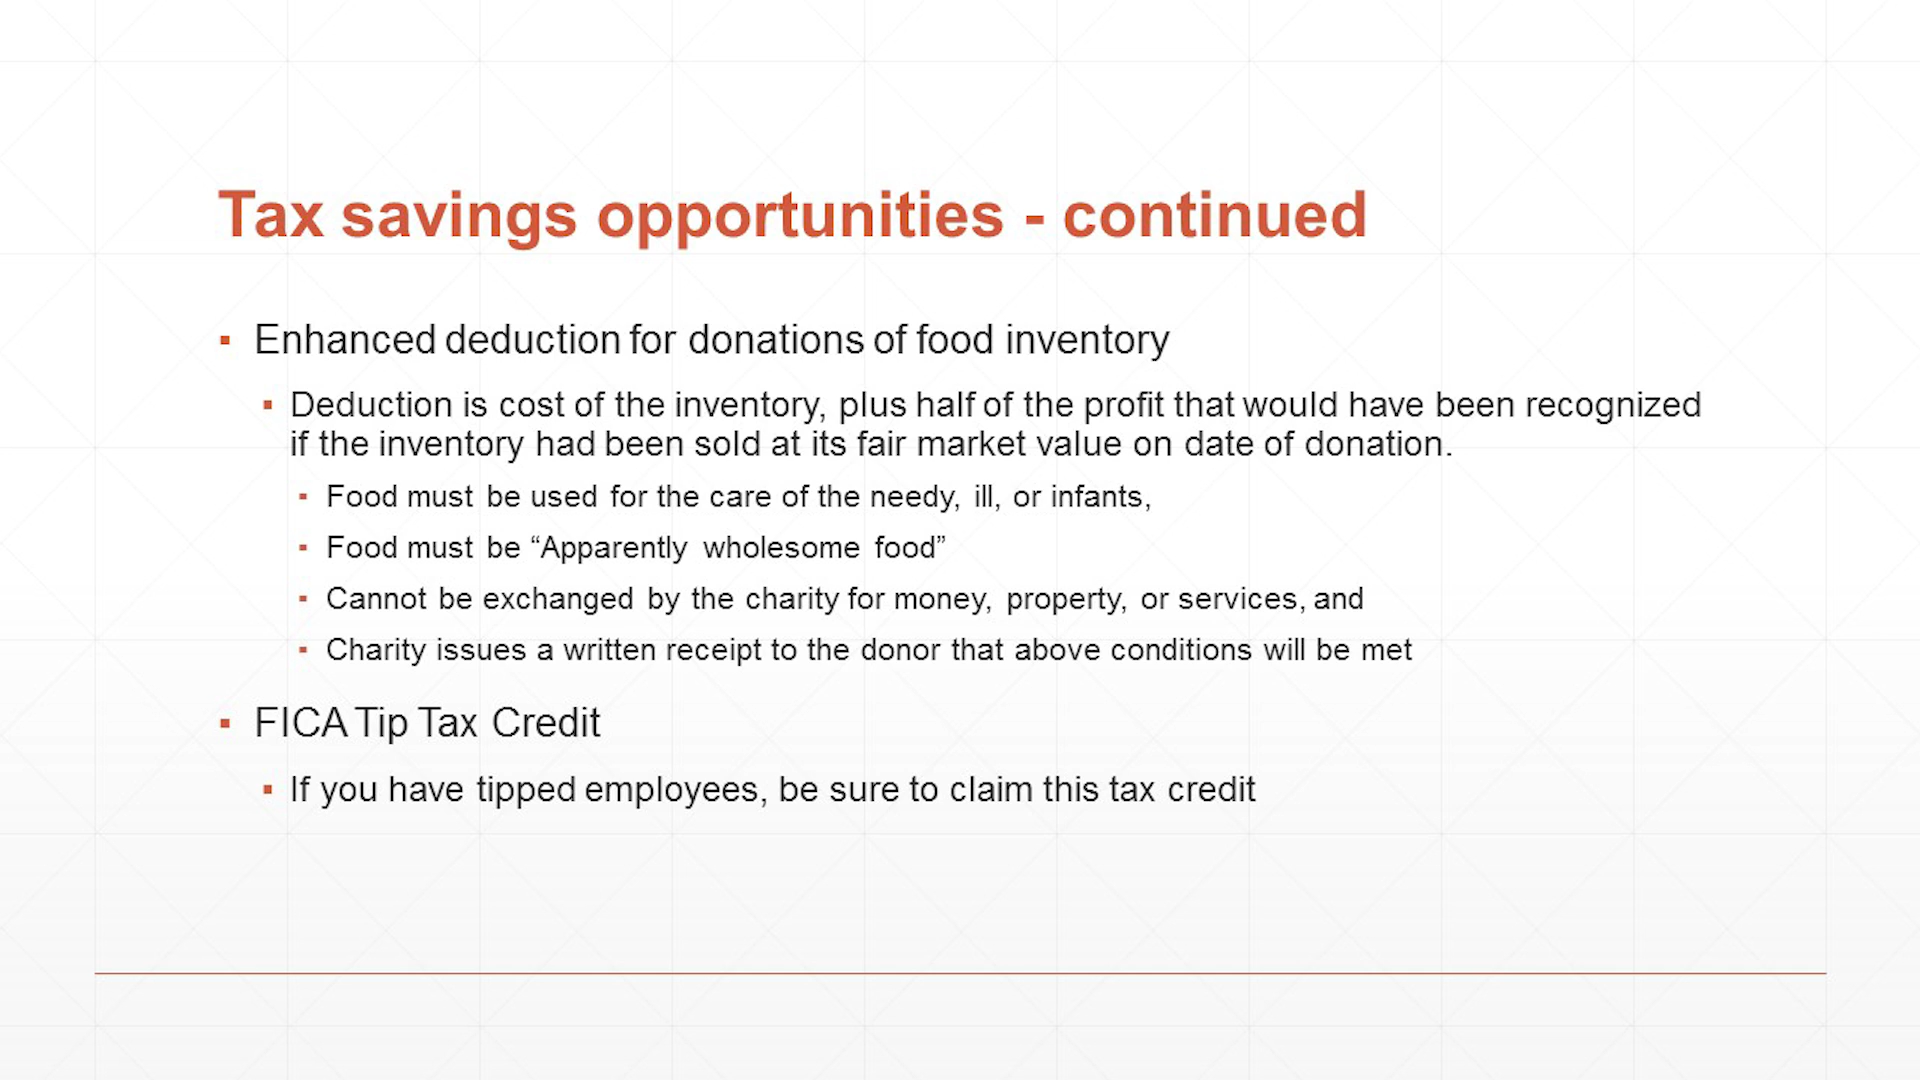 Tax savings opportunities - continued
▪ Enhanced deduction for donations of food inventory
▪ Deduction is cost of the inventory, plus half of the profit that would have been recognized
if the inventory had been sold at its fair market value on date of donation.
▪ Food must be used for the care of the needy, ill, or infants,
▪ Food must be “Apparently wholesome food”
▪ Cannot be exchanged by the charity for money, property, or services, and
▪ Charity issues a written receipt to the donor that above conditions will be met
▪ FICA Tip Tax Credit
▪ If you have tipped employees, be sure to claim this tax credit